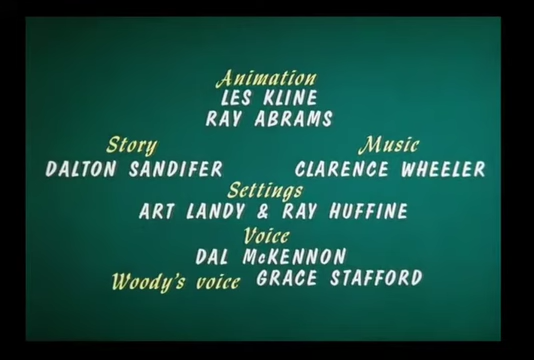 Animation
LES KLINE
RAY ABRAMS
Story Music
DALTON SANDIFER CLARENCE WHEELER
Settings
ART LANDY & RAY HUFFINE
Voice
DAL McKENNON
Woody's voice GRACE STAFFORD